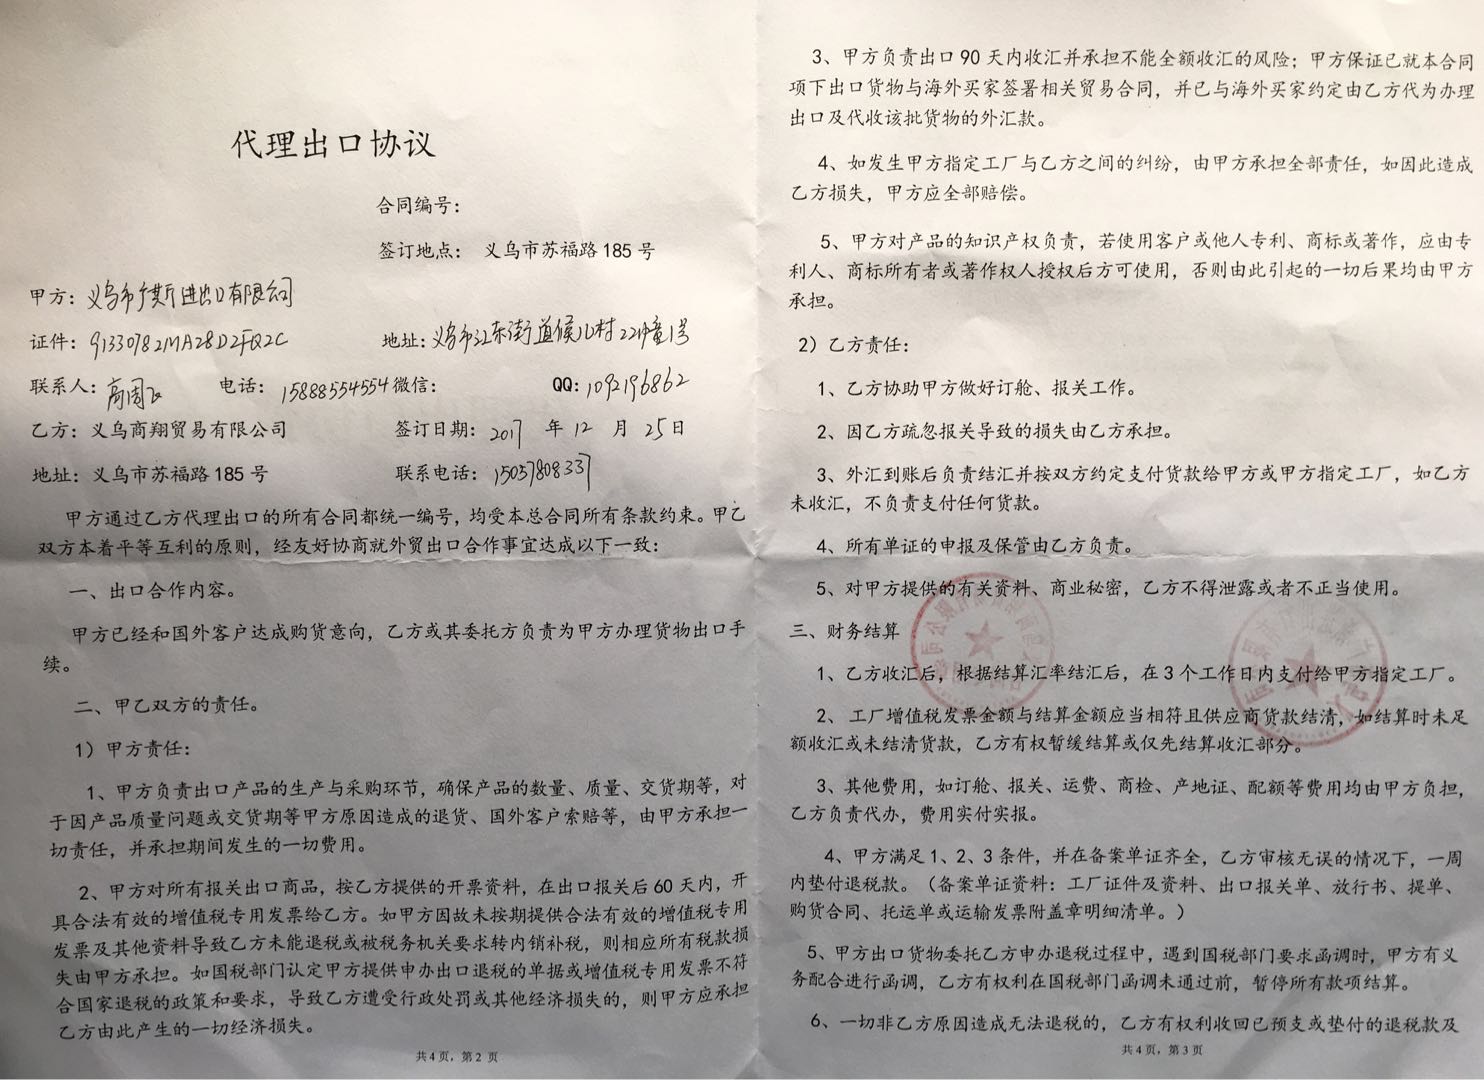 代理出口协议
合同编号：
签订地点： 义乌市苏福路 185 号
甲方：义乌市 进出口有限公司
证件：91330782MA28D2FQ2C 地址：义乌市江东街道 村22幢1号
联系人： 电话：15888554554 微信： QQ：1092196862
乙方：义乌商翔贸易有限公司 签订日期：2017 年 12 月 25日
地址：义乌市苏福路 185 号 联系电话：15057808337
甲方通过乙方代理出口的所有合同都统一编号，均受本总合同所有条款约束。甲乙
双方本着平等互利的原则，经友好协商就外贸出口合作事宜达成以下一致：
一、出口合作内容。
甲方已经和国外客户达成购货意向，乙方或其委托方负责为甲方办理货物出口手
续。
二、甲乙双方的责任。
1）甲方责任：
1、甲方负责出口产品的生产与采购环节，确保产品的数量、质量、交货期等，对
于因产品质量问题或交货期等甲方原因造成的退货、国外客户索赔等，由甲方承担一
切责任，并承担期间发生的一切费用。
2、甲方对所有报关出口商品，按乙方提供的开票资料，在出口报关后 60 天内，开
具合法有效的增值税专用发票给乙方。如甲方因故未按期提供合法有效的增值税专用
发票及其他资料导致乙方未能退税或被税务机关要求转内销补税，则相应所有税款损
失由甲方承担。如国税部门认定甲方提供申办出口退税的单据或增值税专用发票不符
合国家退税的政策和要求，导致乙方遭受行政处罚或其他经济损失的，则甲方应承担
乙方由此产生的一切经济损失。
共 4 页，第 2 页
3、甲方负责出口 90 天内收汇并承担不能全额收汇的风险；甲方保证已就本合同
项下出口货物与海外买家签署相关贸易合同，并已与海外买家约定由乙方代为办理
出口及代收该批货物的外汇款。
4、如发生甲方指定工厂与乙方之间的纠纷，由甲方承担全部责任，如因此造成
乙方损失，甲方应全部赔偿。
5、甲方对产品的知识产权负责，若使用客户或他人专利、商标或著作，应由专
利人、商标所有者或著作权人授权后方可使用，否则由此引起的一切后果均由甲方
承担。
2）乙方责任：
1、乙方协助甲方做好订舱、报关工作。
2、因乙方疏忽报关导致的损失由乙方承担。
3、外汇到账后负责结汇并按双方约定支付货款给甲方或甲方指定工厂，如乙方
未收汇，不负责支付任何货款。
4、所有单证的申报及保管由乙方负责。
5、对甲方提供的有关资料、商业秘密，乙方不得泄露或者不正当使用。
三、财务结算
1、乙方收汇后，根据结算汇率结汇后，在 3 个工作日内支付给甲方指定工厂。
2、工厂增值税发票金额与结算金额应当相符且供应商货款结清，如结算时未足
额收汇或未结清货款，乙方有权暂缓结算或仅先结算收汇部分。
3、其他费用，如订舱、报关、运费、商检、产地证、配额等费用均由甲方负担，
乙方负责代办，费用实付实报。
4、甲方满足 1、2、3 条件，并在备案单证齐全，乙方审核无误的情况下，一周
内垫付退税款。（备案单证资料：工厂证件及资料、出口报关单、放行书、提单、
购货合同、托运单或运输发票附盖章明细清单。）
5、甲方出口货物委托乙方申办退税过程中，遇到国税部门要求函调时，甲方有义
务配合进行函调，乙方有权利在国税部门函调未通过前，暂停所有款项结算。
6、一切非乙方原因造成无法退税的，乙方有权利收回已预支或垫付的退税款及
共 4 页，第 3 页